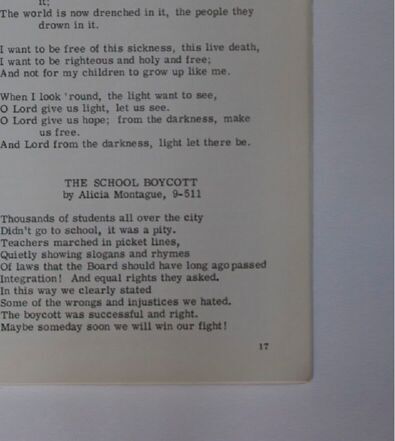 it;
The world is now drenched in it, the people they
drown in it.
I want to be free of this sickness, this live death,
I want to be righteous and holy and free;
And not for my children to grow up like me.
When I look 'round, the light want to see,
O Lord give us light, let us see.
O Lord give us hope; from the darkness, make
us free.
And Lord from the darkness, light let there be.
THE SCHOOL BOYCOTT
by Alicia Montague, 9-511
Thousands of students all over the city
Didn't go to school, it was a pity.
Teachers marched in picket lines,
Quietly showing slogans and rhymes
Of laws that the Board should have long ago passed
Integration! And equal rights they asked.
In this way we clearly stated
Some of the wrongs and injustices we hated.
The boycott was successful and right.
Maybe someday soon we will win our fight!
17